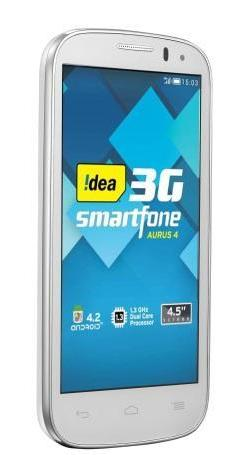 15:03
!dea 3G
smartfone
AURUS 4
4.2
ANDROID
1.3
1.3 GHz
Dual Core
Processor
4.5"
SCREEN